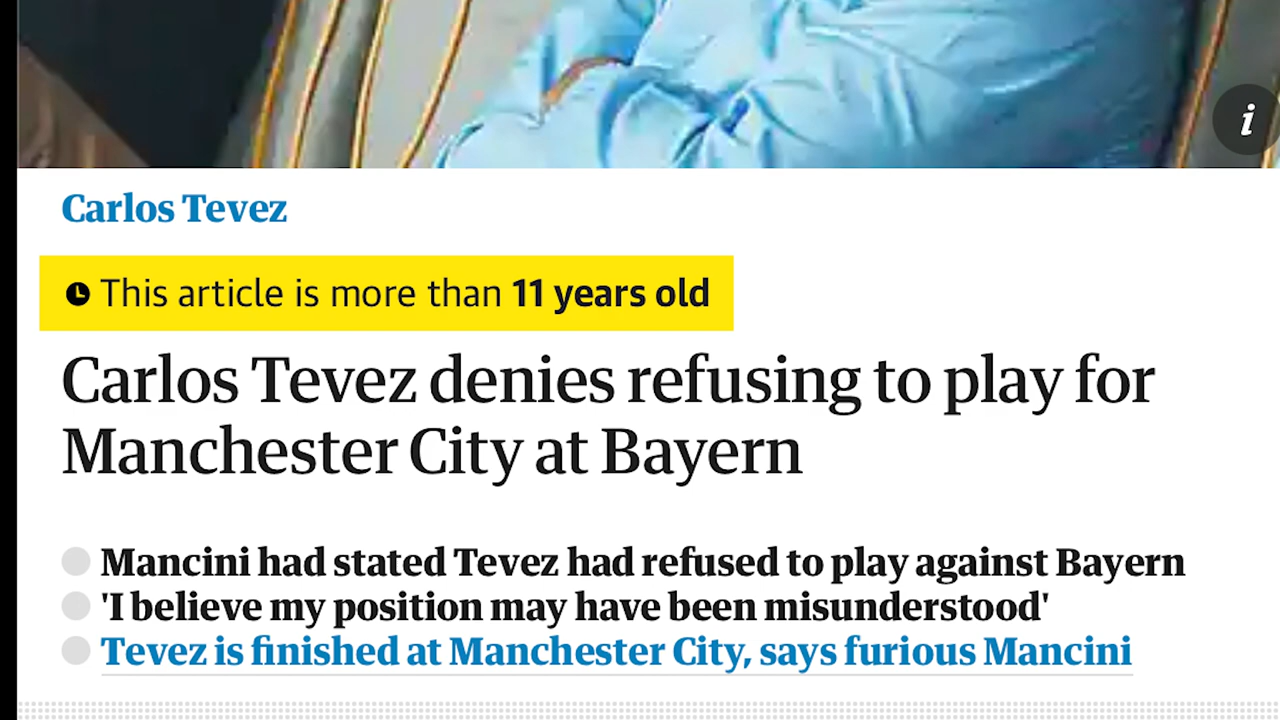 i
Carlos Tevez
This article is more than 11 years old
Carlos Tevez denies refusing to play for
Manchester City at Bayern
Mancini had stated Tevez had refused to play against Bayern
'I believe my position may have been misunderstood'
Tevez is finished at Manchester City, says furious Mancini